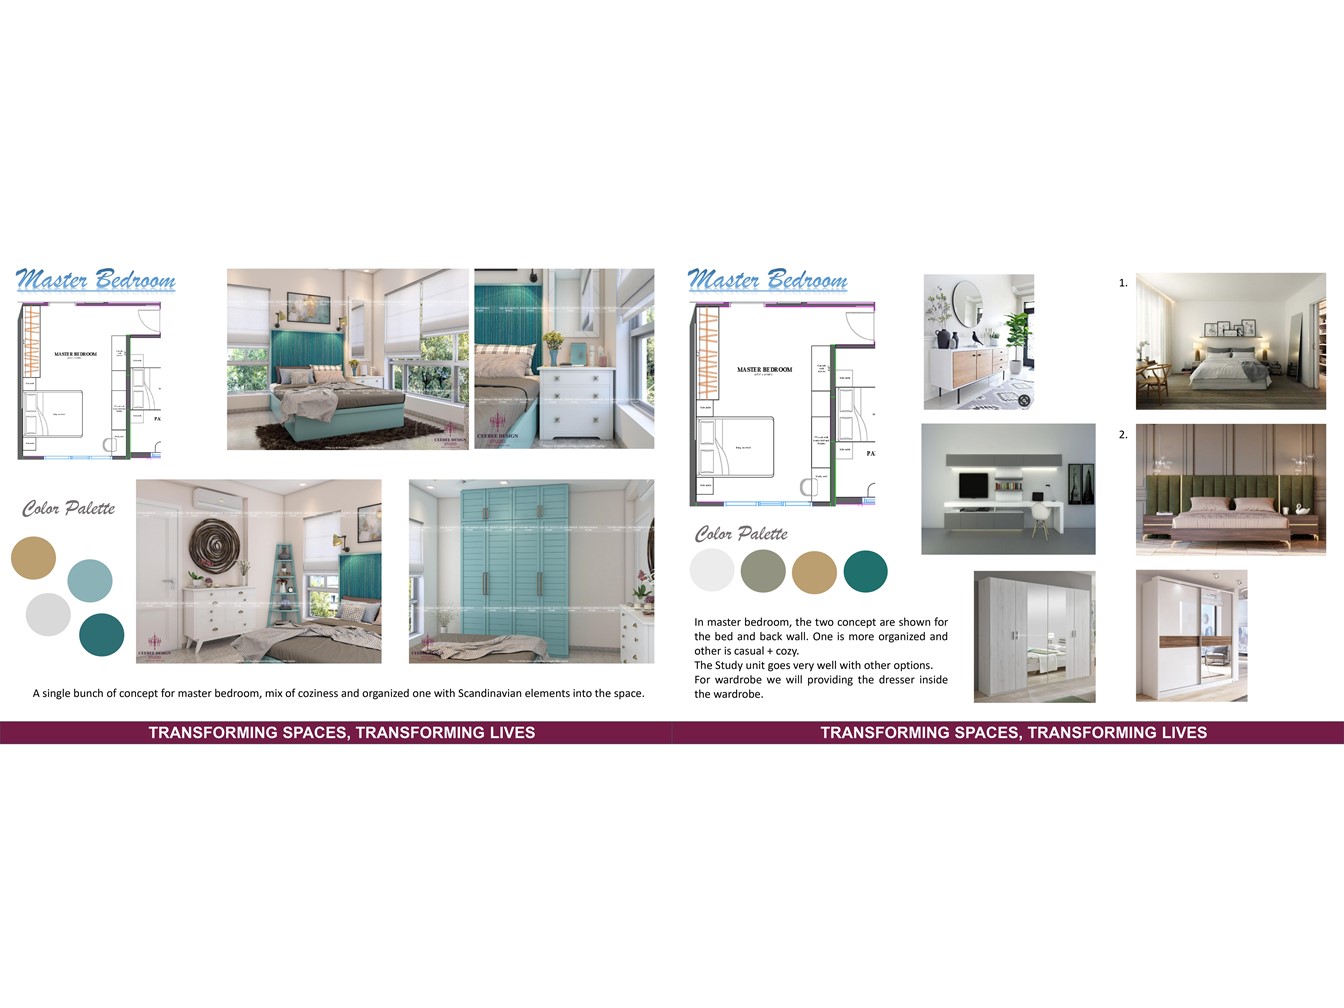 Master Bedroom
MASTER BEDROOM
PA
CEEBEE DESIGN
STUDIO
CEEBEE DESIGN
STUDIO
Color Palette
CEEBEE DESIGN
A single bunch of concept for master bedroom, mix of coziness and organized one with Scandinavian elements into the space.
TRANSFORMING SPACES, TRANSFORMING LIVES
Master Bedroom
MASTER BEDROOM
PA
1.
2.
Color Palette
In master bedroom, the two concept are shown for
the bed and back wall. One is more organized and
other is casual + cozy.
The Study unit goes very well with other options.
For wardrobe we will providing the dresser inside
the wardrobe.
TRANSFORMING SPACES, TRANSFORMING LIVES